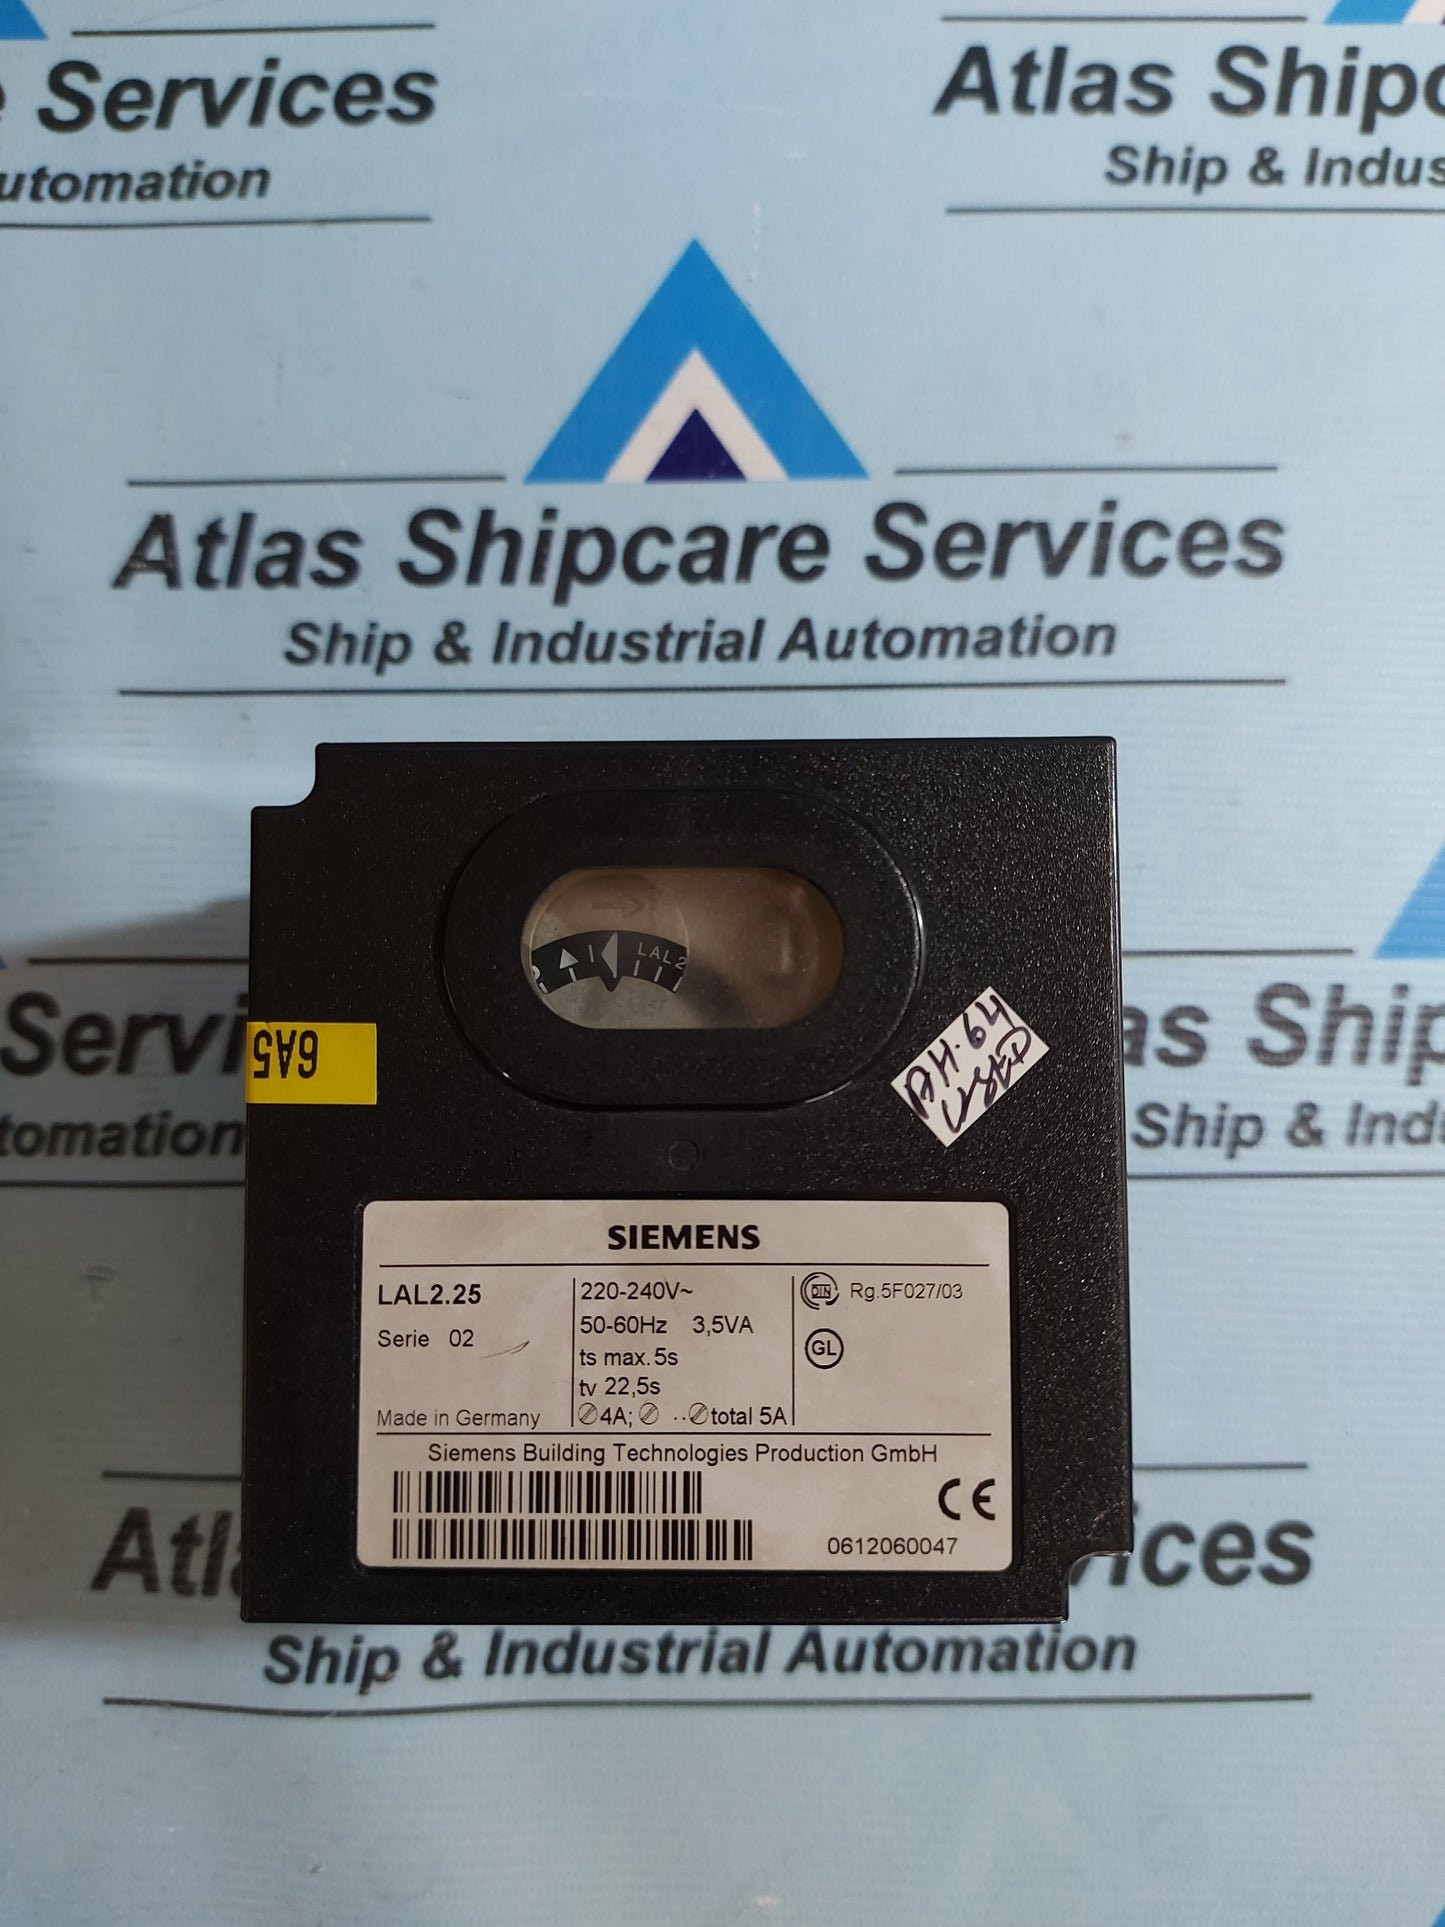 e Services
utomation
Atlas Shipc
Ship & Indus
Atlas Shipcare Services
Ship & Industrial Automation
LAL2
Servi
tomation
as Ship
Ship & Indu
6A5
SIEMENS
LAL2.25
Serie 02
Made in Germany
220-240V~
50-60Hz 3,5VA
ts max. 5s
tv 22,5s
4A; .. total 5A
DIN Rg.5F027/03
GL
Siemens Building Technologies Production GmbH
CE
0612060047
Atl
ices
Ship & Industrial Automation